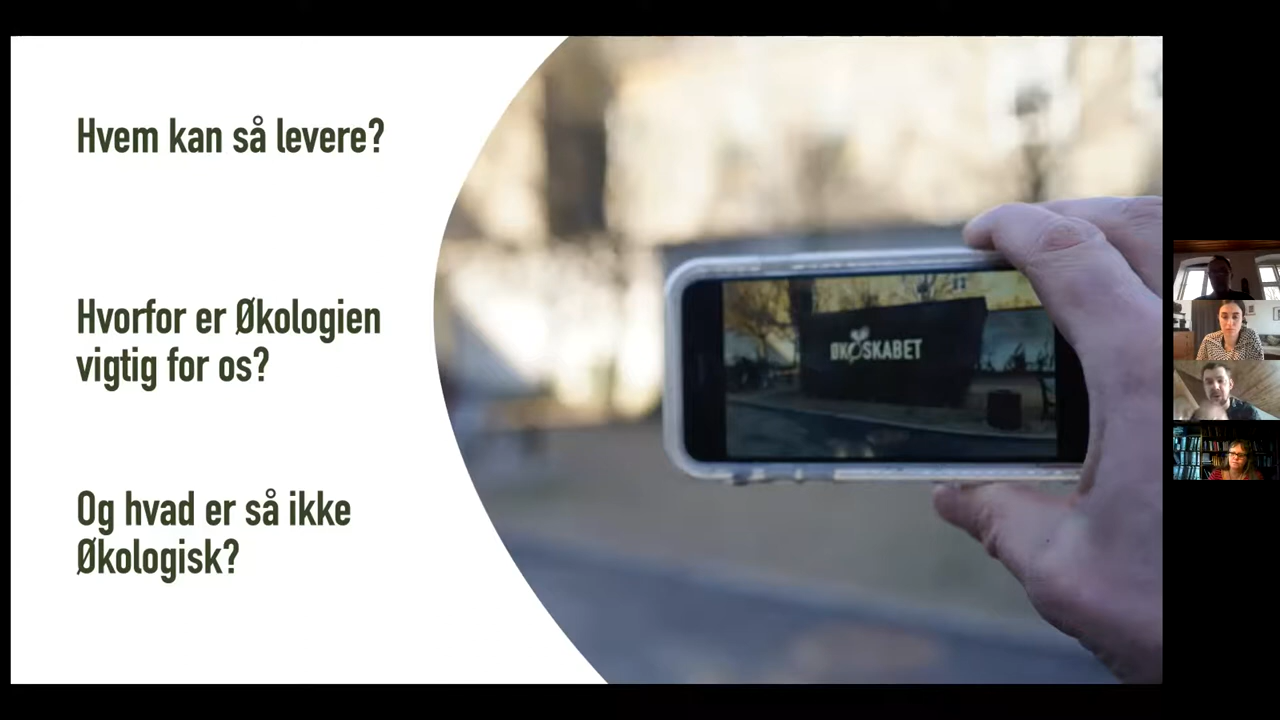 Hvem kan så levere?
Hvorfor er Økologien
vigtig for os?
Og hvad er så ikke
Økologisk?
ØKOSKABET